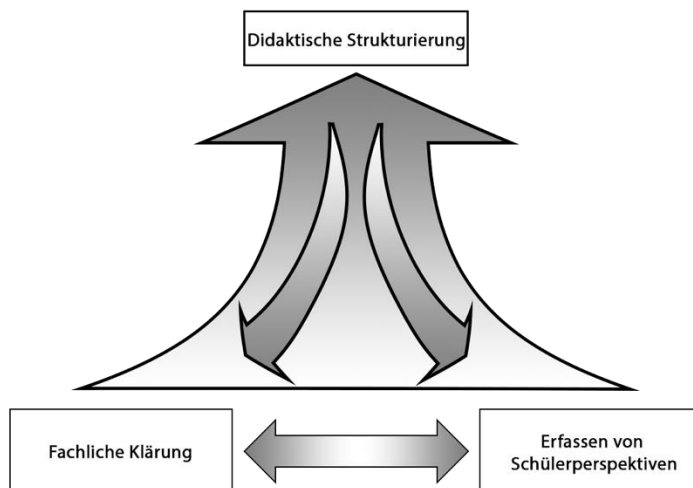 Didaktische Strukturierung
Fachliche Klärung
Erfassen von
Schülerperspektiven